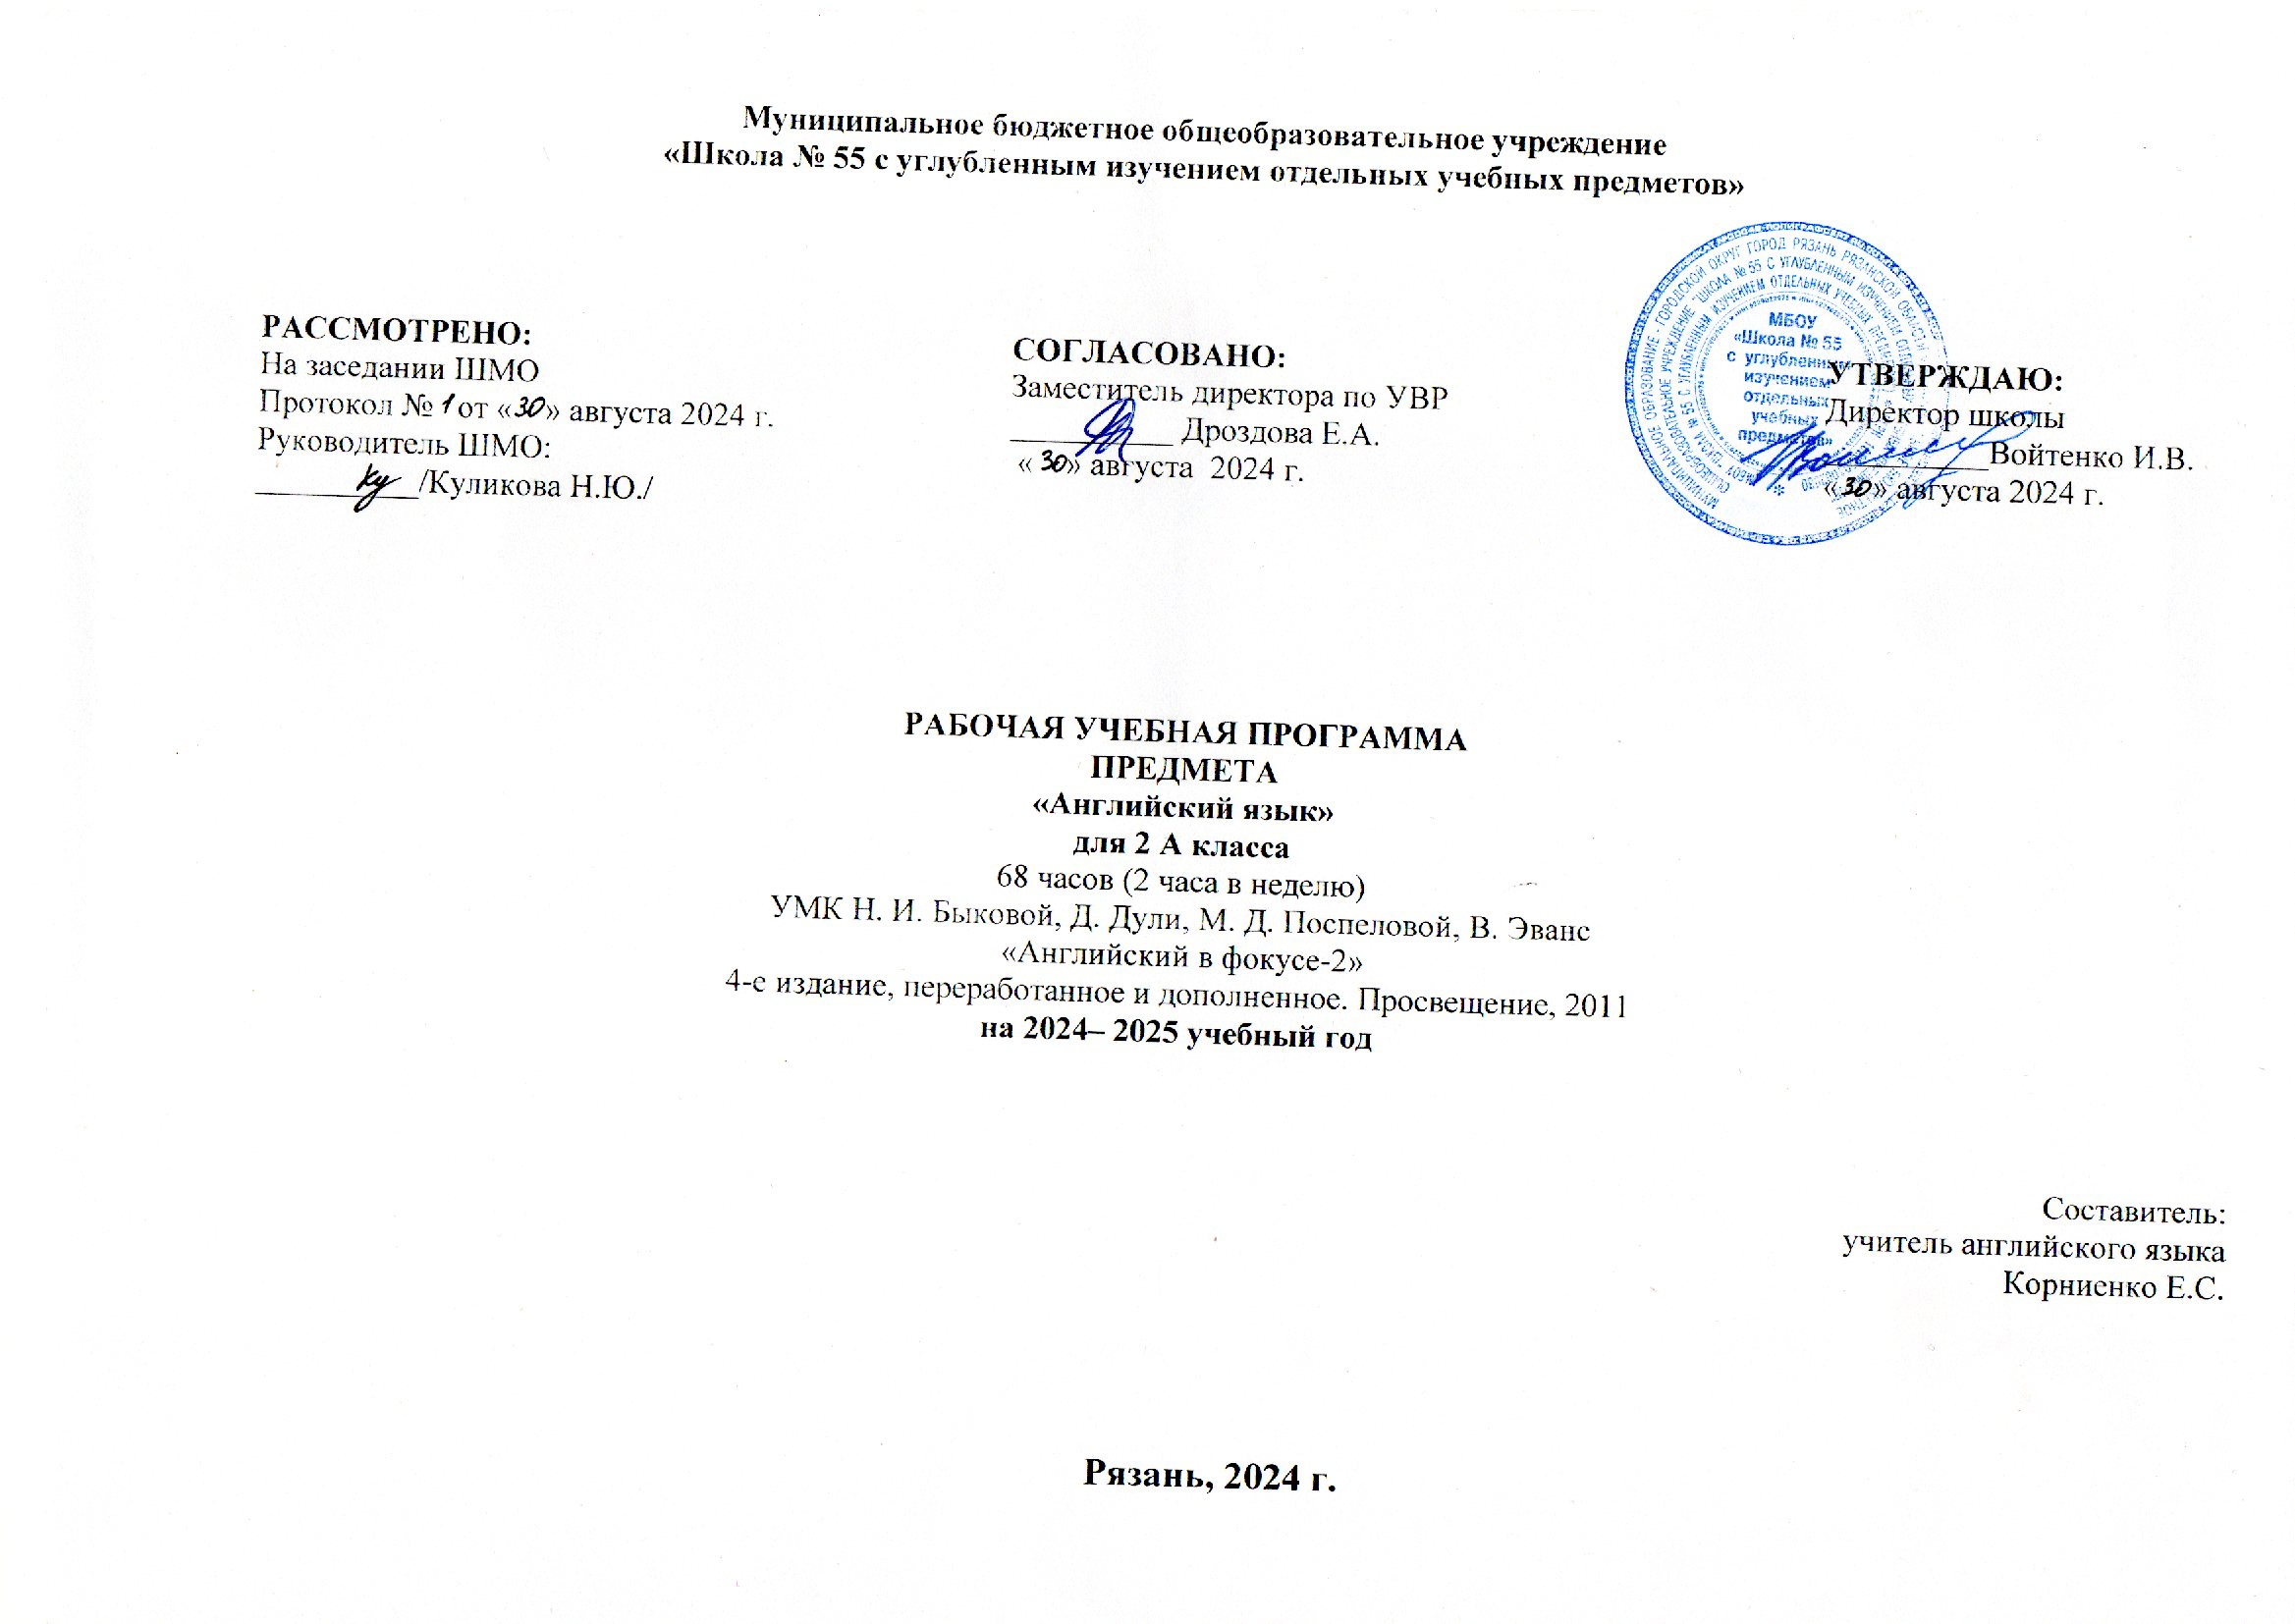 Муниципальное бюджетное общеобразовательное учреждение
«Школа № 55 с углубленным изучением отдельных учебных предметов»
РАССМОТРЕНО:
На заседании ШМО
Протокол № 1 от «30» августа 2024 г.
Руководитель ШМО:
__________/Куликова Н.Ю./
СОГЛАСОВАНО:
Заместитель директора по УВР
__________ Дроздова Е.А.
«30» августа 2024 г.
МБОУ
«Школа № 55
с углубленным
изучением
отдельных
учебных
предметов»
УТВЕРЖДАЮ:
Директор школы
__________Войтенко И.В.
«30» августа 2024 г.
РАБОЧАЯ УЧЕБНАЯ ПРОГРАММА
ПРЕДМЕТА
«Английский язык»
для 2 А класса
68 часов (2 часа в неделю)
УМК Н. И. Быковой, Д. Дули, М. Д. Поспеловой, В. Эванс
«Английский в фокусе-2»
4-е издание, переработанное и дополненное. Просвещение, 2011
на 2024– 2025 учебный год
Составитель:
учитель английского языка
Корниенко Е.С.
Рязань, 2024 г.